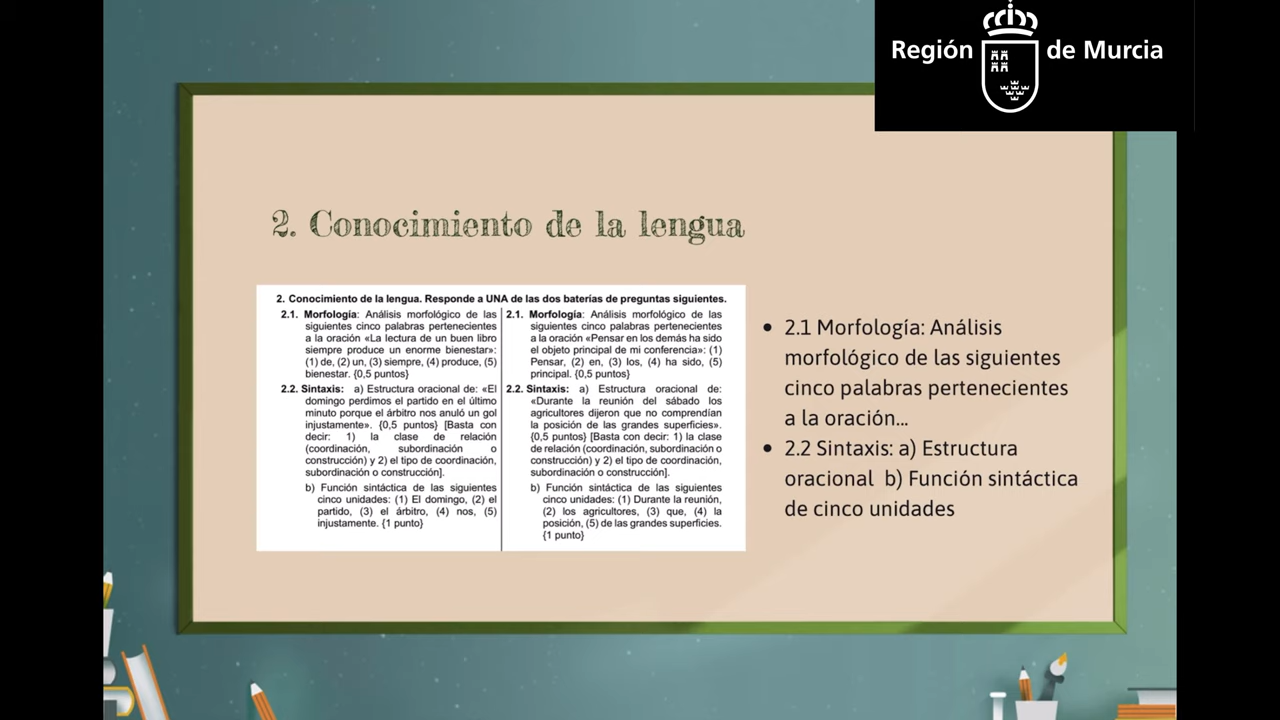 Región de Murcia
2. Conocimiento de la lengua
2. Conocimiento de la lengua. Responde a UNA de las dos baterías de preguntas siguientes.
2.1. Morfología: Análisis morfológico de las
siguientes cinco palabras pertenecientes
a la oración «La lectura de un buen libro
siempre produce un enorme bienestar»:
(1) de, (2) un, (3) siempre, (4) produce, (5)
bienestar. {0,5 puntos}
2.2. Sintaxis: a) Estructura oracional de: «El
domingo perdimos el partido en el último
minuto porque el árbitro nos anuló un gol
injustamente». {0,5 puntos} [Basta con
decir: 1) la clase de relación
(coordinación, subordinación o
construcción) y 2) el tipo de coordinación,
subordinación o construcción].
b) Función sintáctica de las siguientes
cinco unidades: (1) El domingo, (2) el
partido, (3) el árbitro, (4) nos, (5)
injustamente. {1 punto}
2.1. Morfología: Análisis morfológico de las
siguientes cinco palabras pertenecientes
a la oración «Pensar en los demás ha sido
el objeto principal de mi conferencia»: (1)
Pensar, (2) en, (3) los, (4) ha sido, (5)
principal. {0,5 puntos}
2.2. Sintaxis: a) Estructura oracional de:
«Durante la reunión del sábado los
agricultores dijeron que no comprendían
la posición de las grandes superficies».
{0,5 puntos} [Basta con decir: 1) la clase
de relación (coordinación, subordinación o
construcción) y 2) el tipo de coordinación,
subordinación o construcción].
b) Función sintáctica de las siguientes
cinco unidades: (1) Durante la reunión,
(2) los agricultores, (3) que, (4) la
posición, (5) de las grandes superficies.
{1 punto}
• 2.1 Morfología: Análisis
morfológico de las siguientes
cinco palabras pertenecientes
a la oración...
• 2.2 Sintaxis: a) Estructura
oracional b) Función sintáctica
de cinco unidades